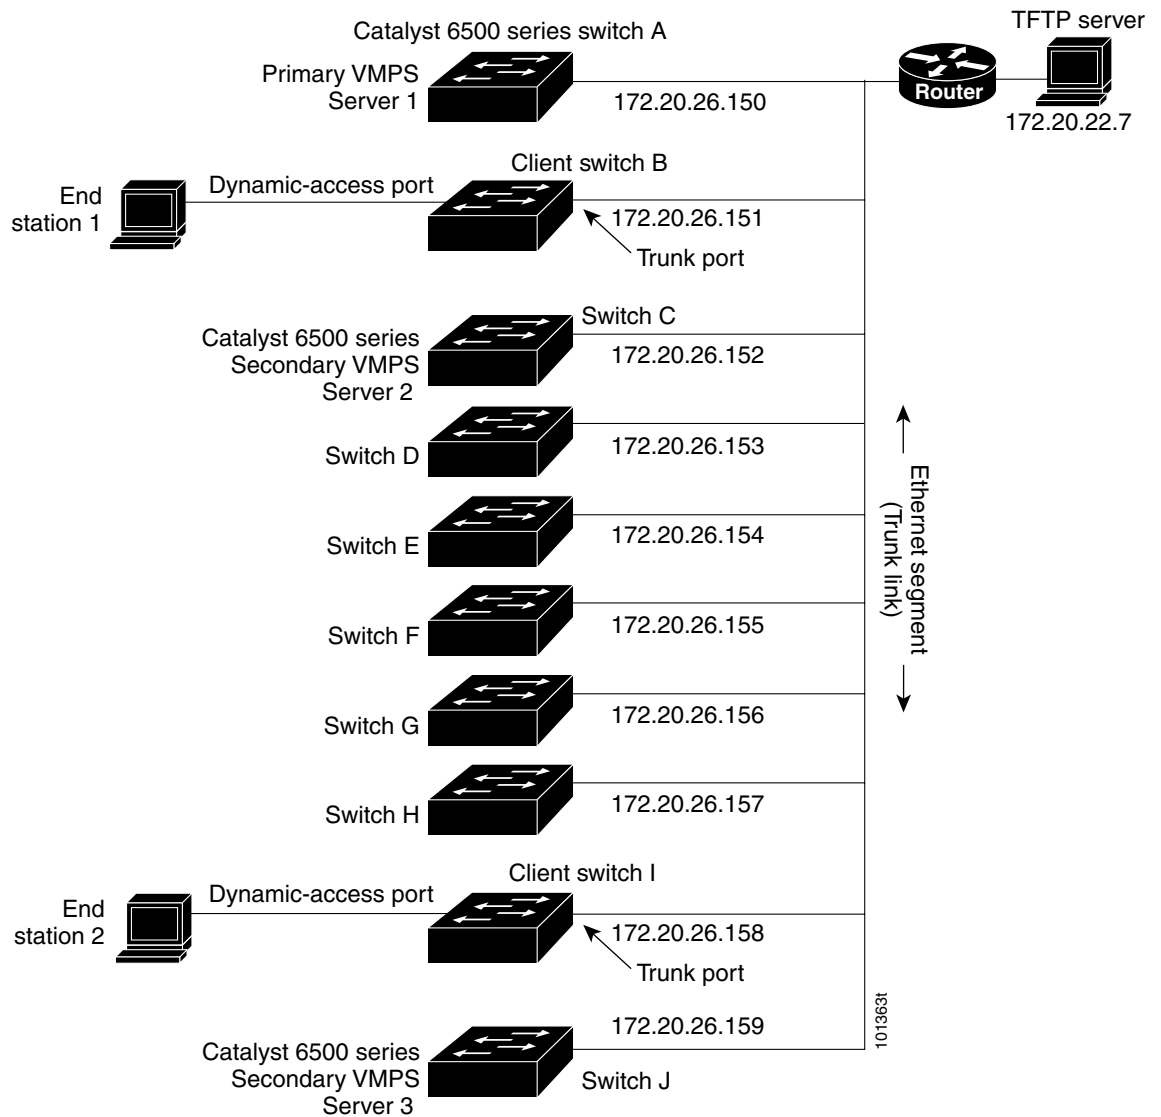 Catalyst 6500 series switch A
TFTP server
Primary VMPS
Server 1
172.20.26.150
Router
172.20.22.7
Client switch B
End
station 1
Dynamic-access port
172.20.26.151
Trunk port
Switch C
Catalyst 6500 series
Secondary VMPS
Server 2
172.20.26.152
Switch D
172.20.26.153
Ethernet segment
(Trunk link)
Switch E
172.20.26.154
Switch F
172.20.26.155
Switch G
172.20.26.156
Switch H
172.20.26.157
Client switch I
End
station 2
Dynamic-access port
172.20.26.158
Trunk port
172.20.26.159
101363t
Catalyst 6500 series
Secondary VMPS
Server 3
Switch J